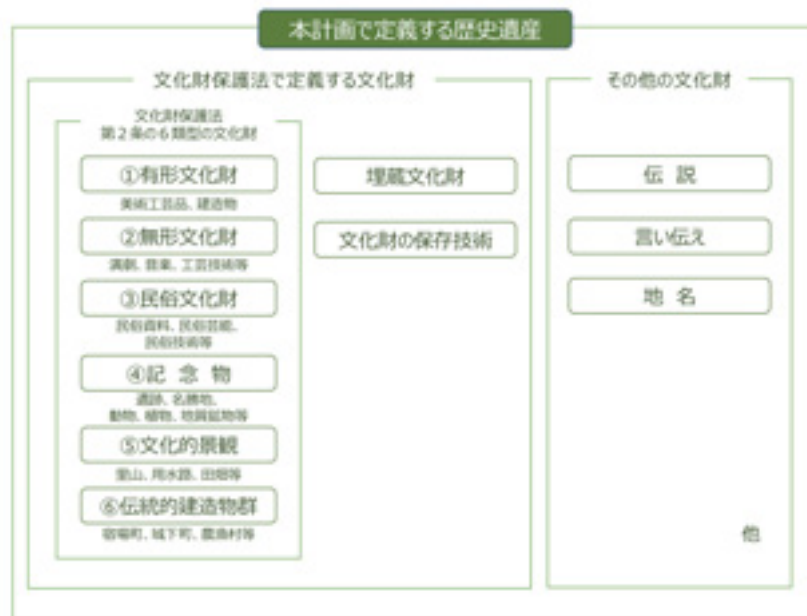 本計画で定義する歴史遺産
文化財保護法で定義する文化財
文化財保護法
第2条の6類型の文化財
①有形文化財
美術工芸品、建造物
②無形文化財
演劇、音楽、工芸技術等
③民俗文化財
民俗資料、民俗芸能、
民俗技術等
④記 念 物
遺跡、名勝地、
動物、植物、地質鉱物等
⑤文化的景観
里山、用水路、田畑等
⑥伝統的建造物群
宿場町、城下町、農漁村等
埋蔵文化財
文化財の保存技術
その他の文化財
伝 説
言い伝え
地 名
他